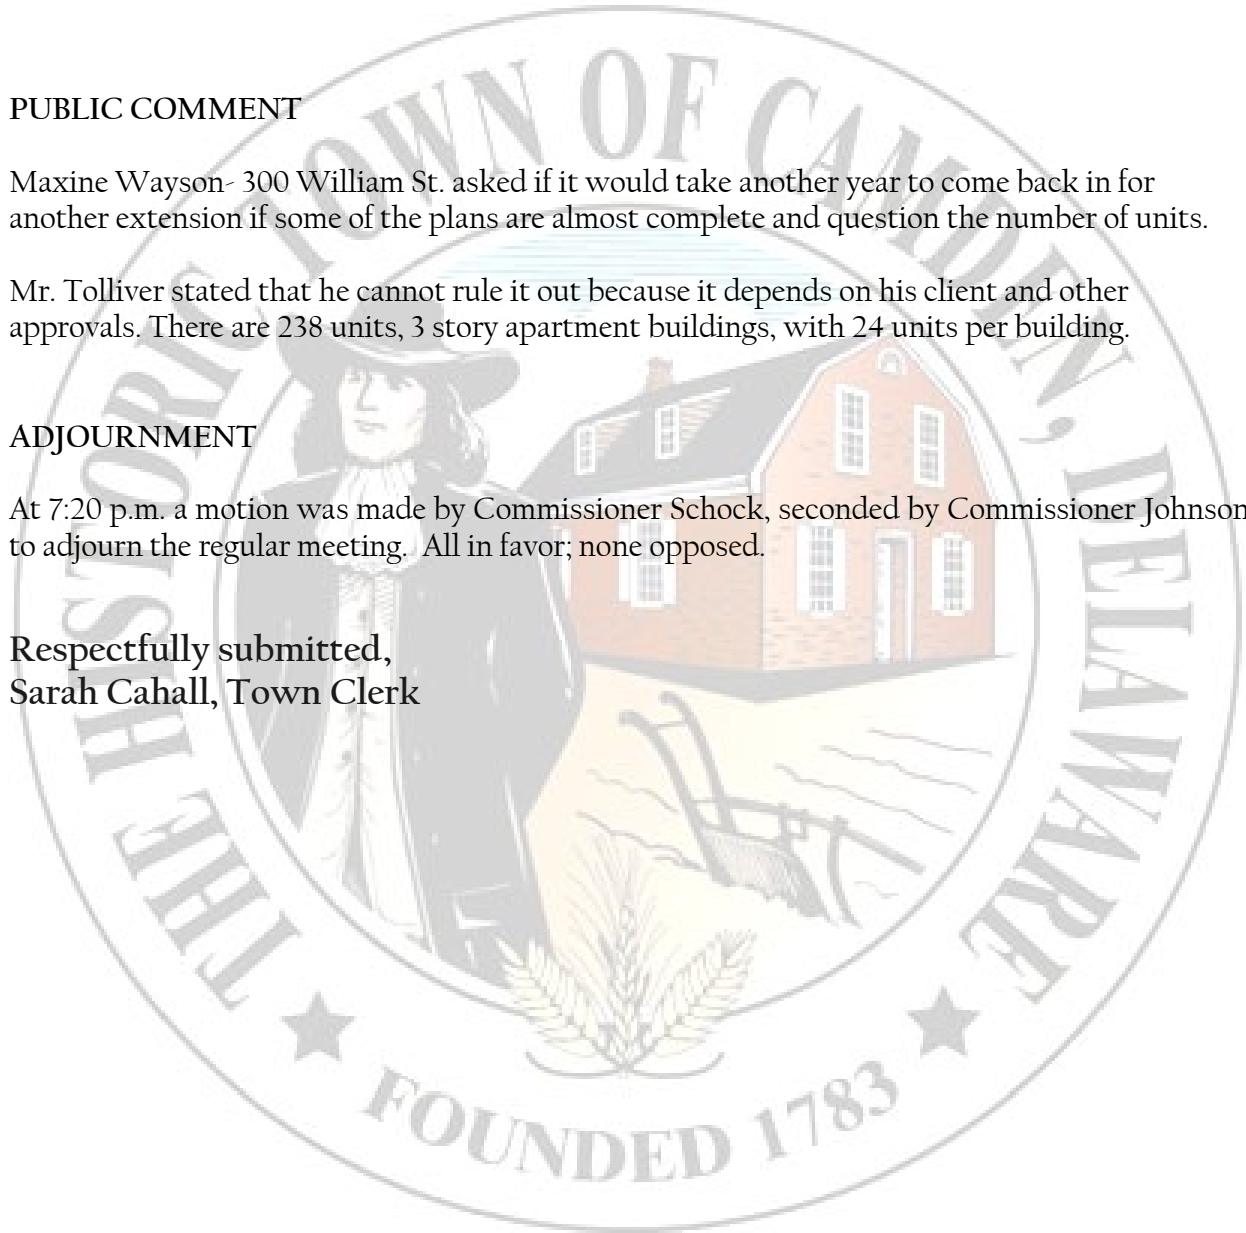 PUBLIC COMMENT
Maxine Wayson- 300 William St. asked if it would take another year to come back in for
another extension if some of the plans are almost complete and question the number of units.
Mr. Tolliver stated that he cannot rule it out because it depends on his client and other
approvals. There are 238 units, 3 story apartment buildings, with 24 units per building.
ADJOURNMENT
At 7:20 p.m. a motion was made by Commissioner Schock, seconded by Commissioner Johnson
to adjourn the regular meeting.  All in favor; none opposed.
Respectfully submitted,
Sarah Cahall, Town Clerk
THE HISTORIC TOWN OF CAMDEN, DELAWARE
FOUNDED 1783